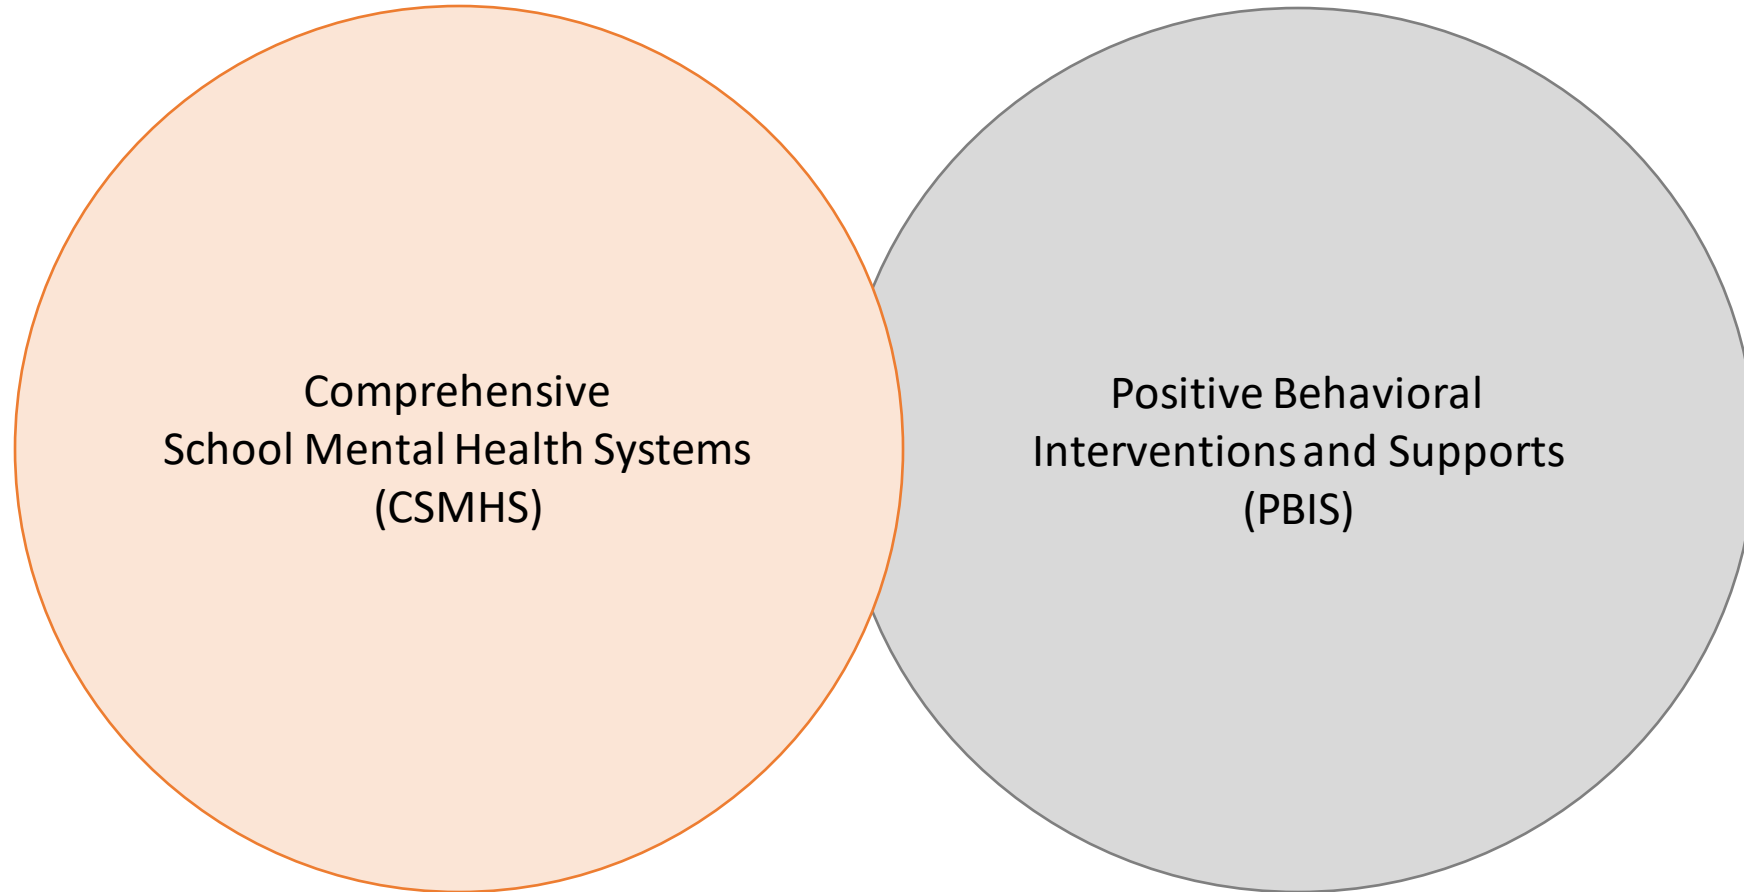 Comprehensive
School Mental Health Systems
(CSMHS)
Positive Behavioral
Interventions and Supports
(PBIS)